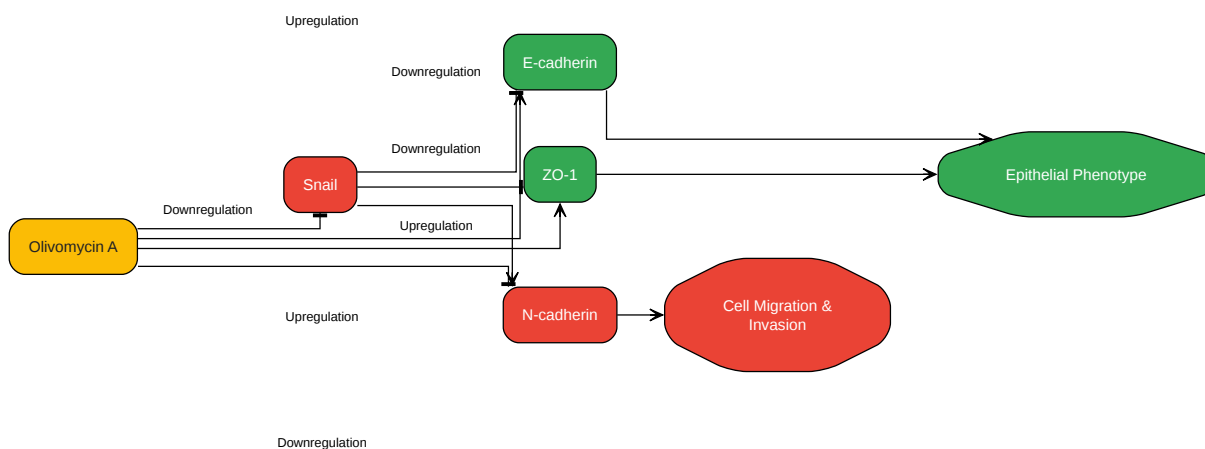 Upregulation
E-cadherin
Downregulation
Downregulation
ZO-1
Epithelial Phenotype
Snail
Downregulation
Upregulation
Olivomycin A
N-cadherin
Cell Migration &
Invasion
Upregulation
Downregulation